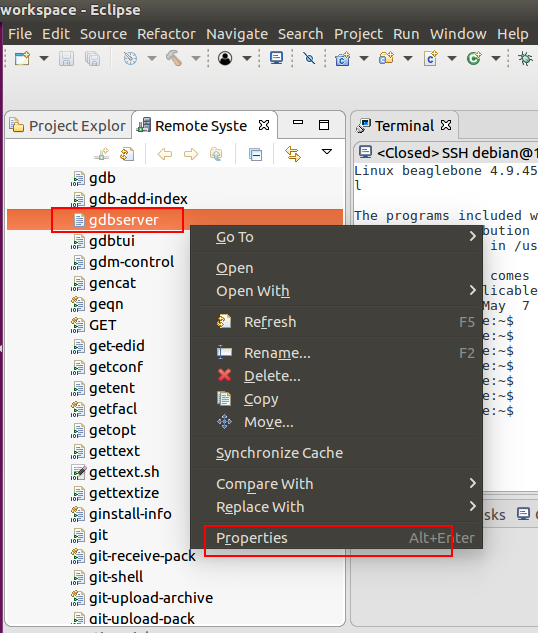 workspace - Eclipse
File Edit Source Refactor Navigate Search Project Run Window Help
Project Explor
Remote Syste
Terminal
<Closed> SSH debian@1
Linux beaglebone 4.9.45
l
The programs included w
bution
in /us
comes
licable
May 7
e:~$
e:~$
e:~$
e:~$
e:~$
e:~$
e:~$
gdb
gdb-add-index
gdbserver
gdbtui
gdm-control
gencat
geqn
GET
get-edid
getconf
getent
getfacl
getopt
gettext
gettext.sh
gettextize
ginstall-info
git
git-receive-pack
git-shell
git-upload-archive
git-upload-pack
Go To
Open
Open With
Refresh F5
Rename... F2
Delete...
Copy
Move...
Synchronize Cache
Compare With
Replace With
Properties Alt+Enter
sks
C